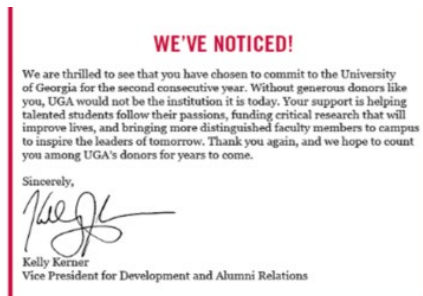 WE'VE NOTICED!
We are thrilled to see that you have chosen to commit to the University
of Georgia for the second consecutive year. Without generous donors like
you, UGA would not be the institution it is today. Your support is helping
talented students follow their passions, funding critical research that will
improve lives, and bringing more distinguished faculty members to campus
to inspire the leaders of tomorrow. Thank you again, and we hope to count
you among UGA's donors for years to come.
Sincerely,
Kelly Kerner
Vice President for Development and Alumni Relations